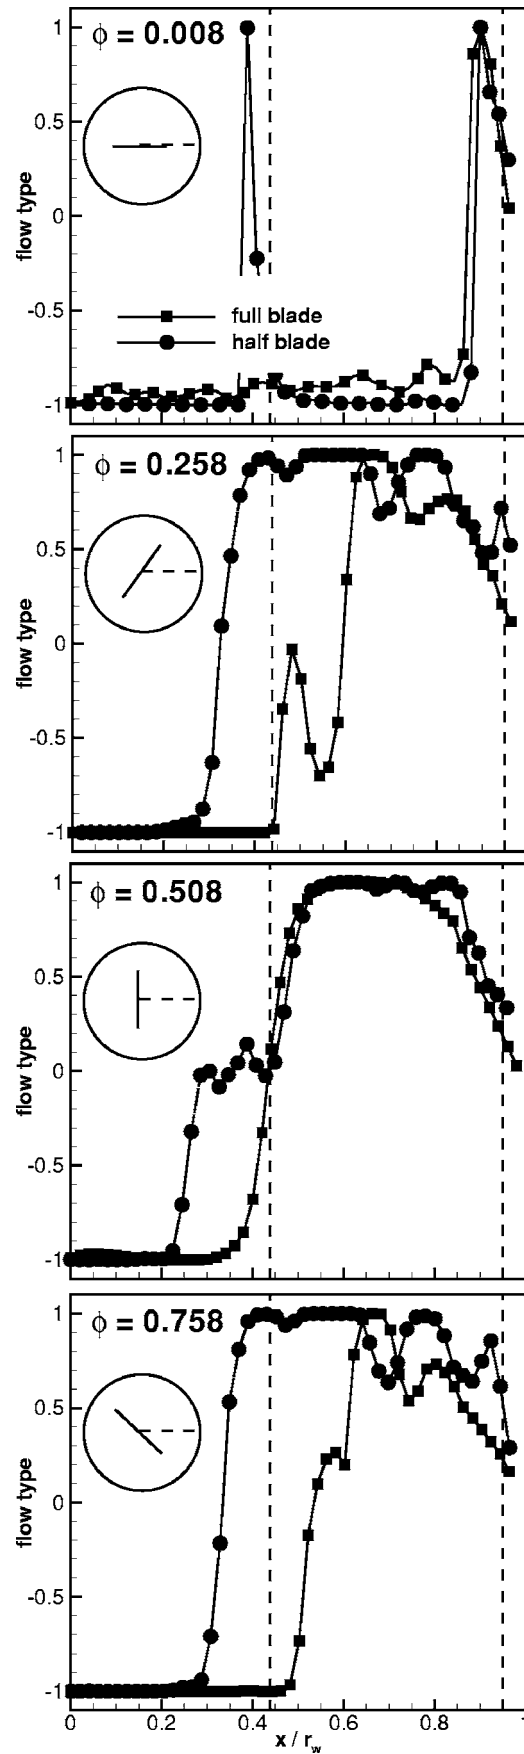 1
ϕ = 0.008
0.5
flow type
0
-0.5
full blade
half blade
-1
1
ϕ = 0.258
0.5
flow type
0
-0.5
-1
1
ϕ = 0.508
0.5
flow type
0
-0.5
-1
1
ϕ = 0.758
0.5
flow type
0
-0.5
-1
0 0.2 0.4 0.6 0.8 1
x / r_w